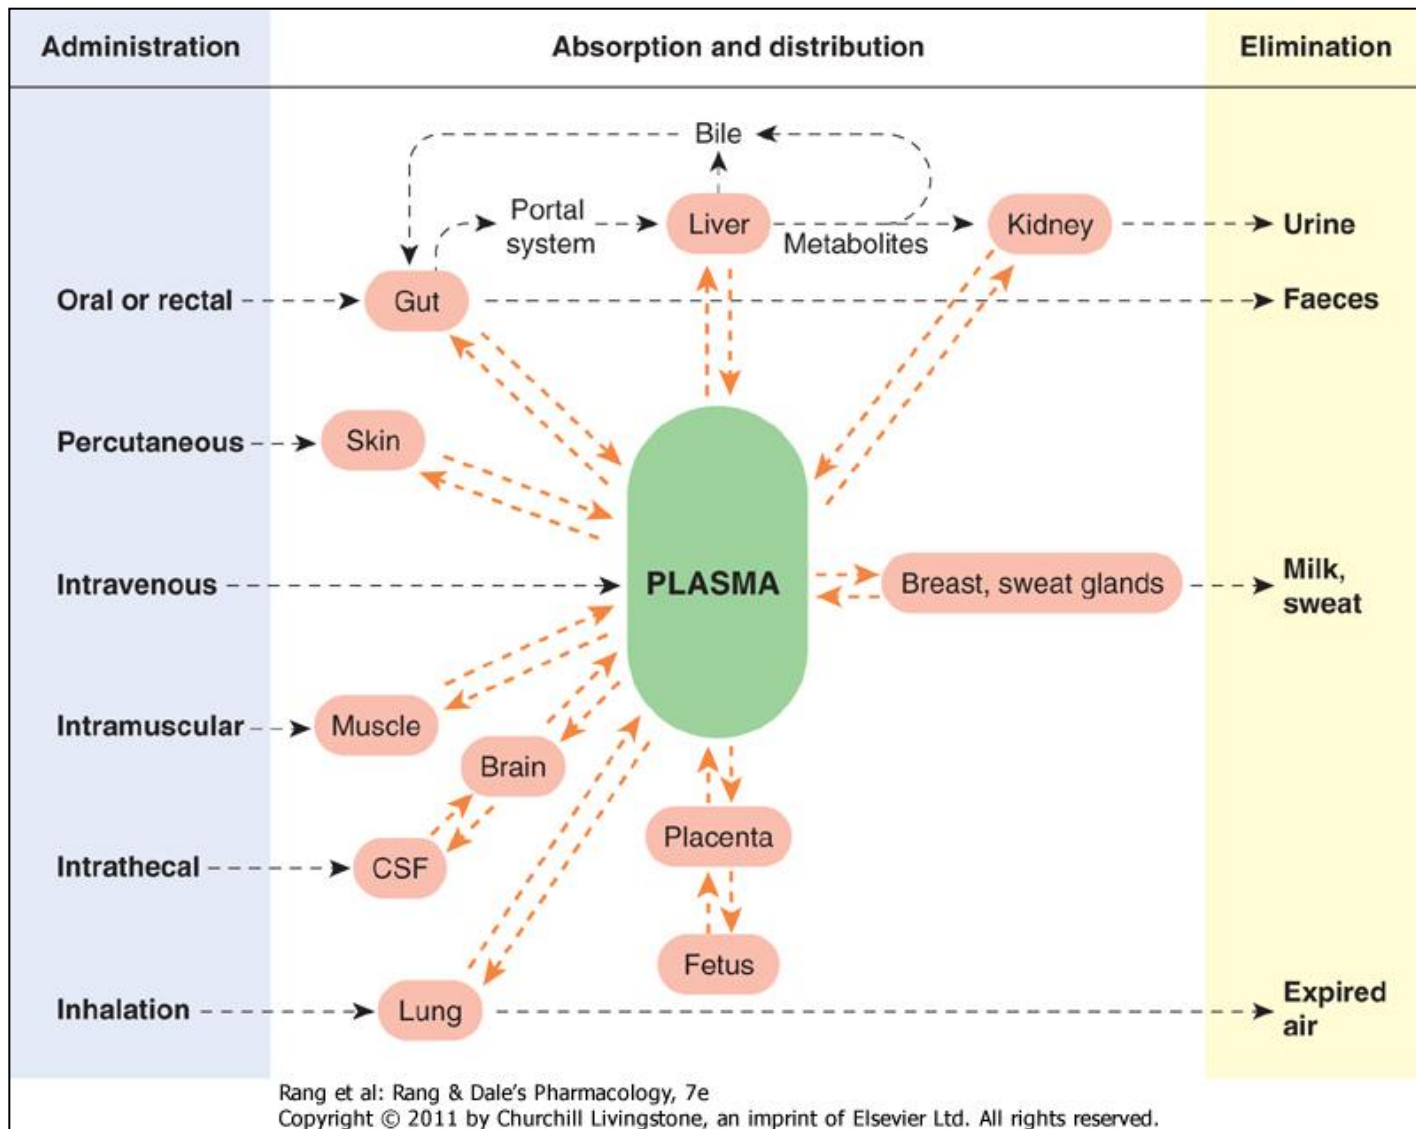 Administration
Absorption and distribution
Elimination
Bile
Portal
system
Liver
Metabolites
Kidney
Urine
Oral or rectal
Gut
Faeces
Percutaneous
Skin
Intravenous
PLASMA
Breast, sweat glands
Milk,
sweat
Intramuscular
Muscle
Brain
Placenta
Intrathecal
CSF
Fetus
Inhalation
Lung
Expired
air
Rang et al: Rang & Dale's Pharmacology, 7e
Copyright © 2011 by Churchill Livingstone, an imprint of Elsevier Ltd. All rights reserved.